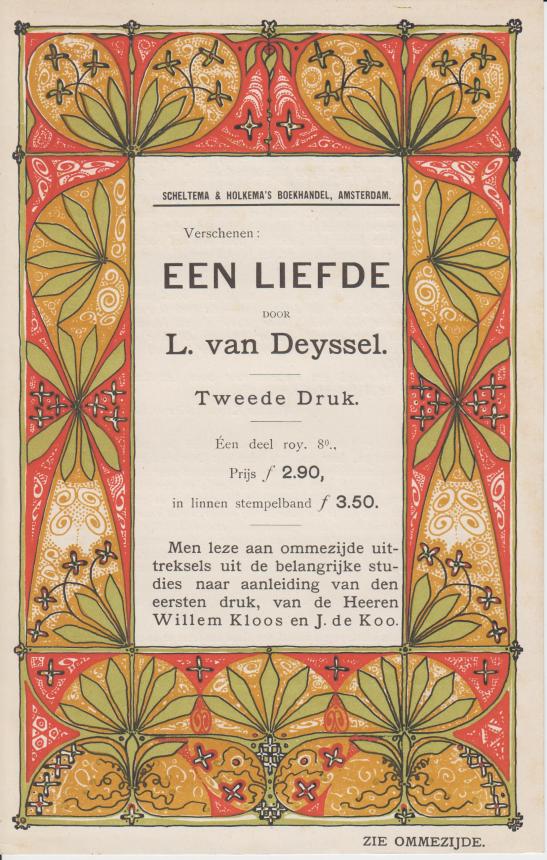 SCHELTEMA & HOLKEMA'S BOEKHANDEL, AMSTERDAM.
Verschenen:
EEN LIEFDE
DOOR
L. van Deyssel.
Tweede Druk.
Één deel roy. 8º.,
Prijs ƒ 2.90,
in linnen stempelband ƒ 3.50.
Men leze aan ommezijde uit-
treksels uit de belangrijke stu-
dies naar aanleiding van den
eersten druk, van de Heeren
Willem Kloos en J. de Koo.
ZIE OMMEZIJDE.